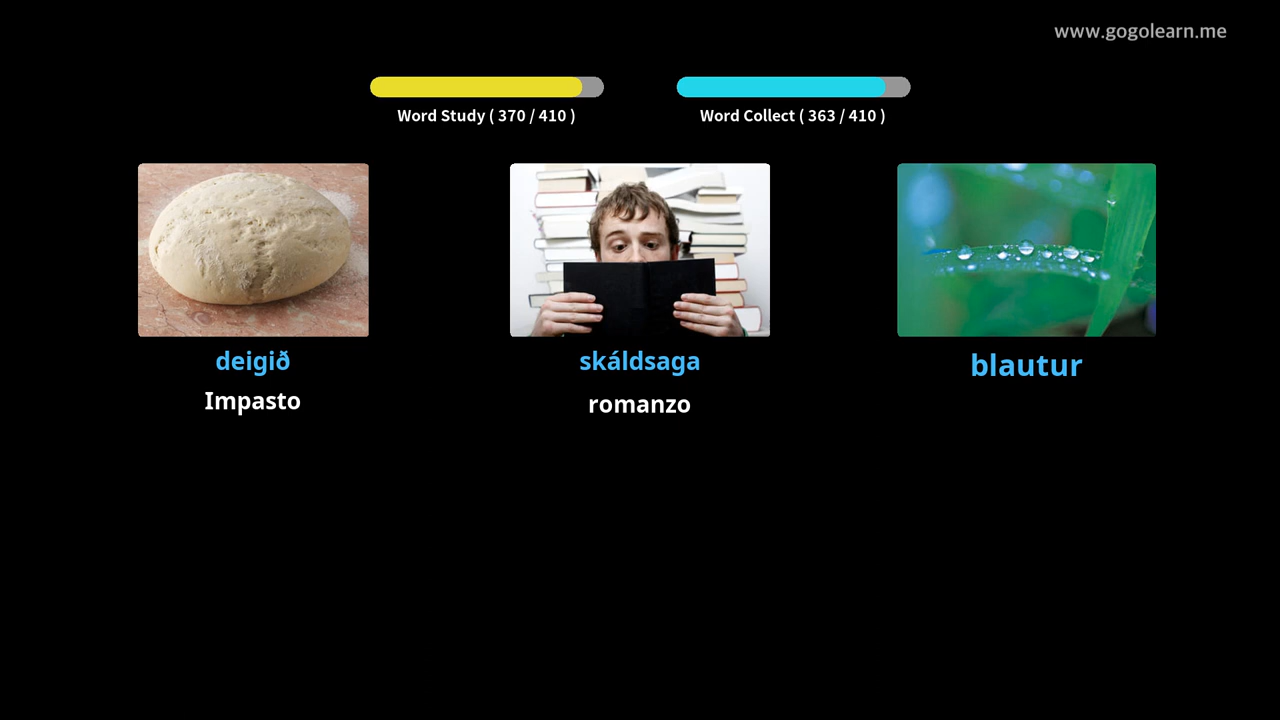 www.gogolearn.me
Word Study ( 370 / 410 )
Word Collect ( 363 / 410 )
deigið
skáldsaga
blautur
Impasto
romanzo